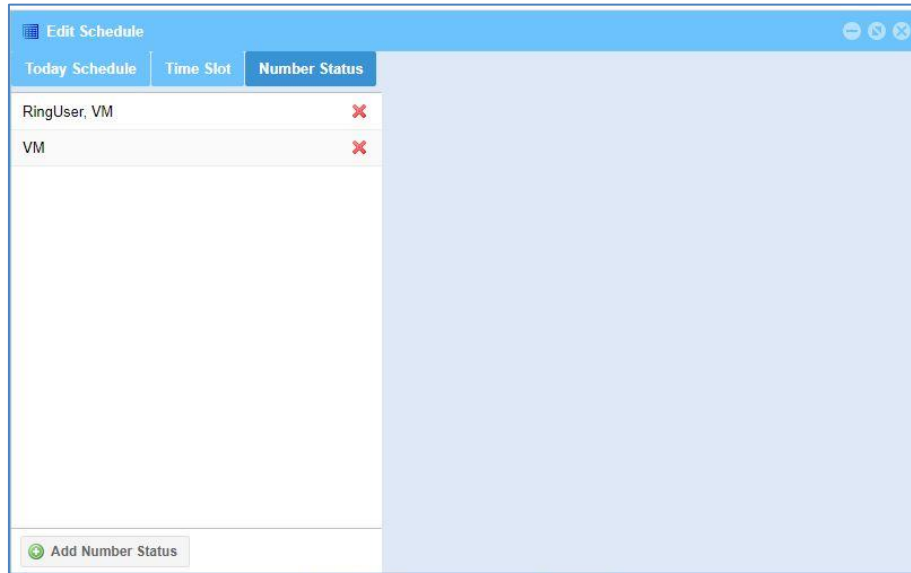 Edit Schedule
Today Schedule Time Slot Number Status
RingUser, VM
VM
Add Number Status